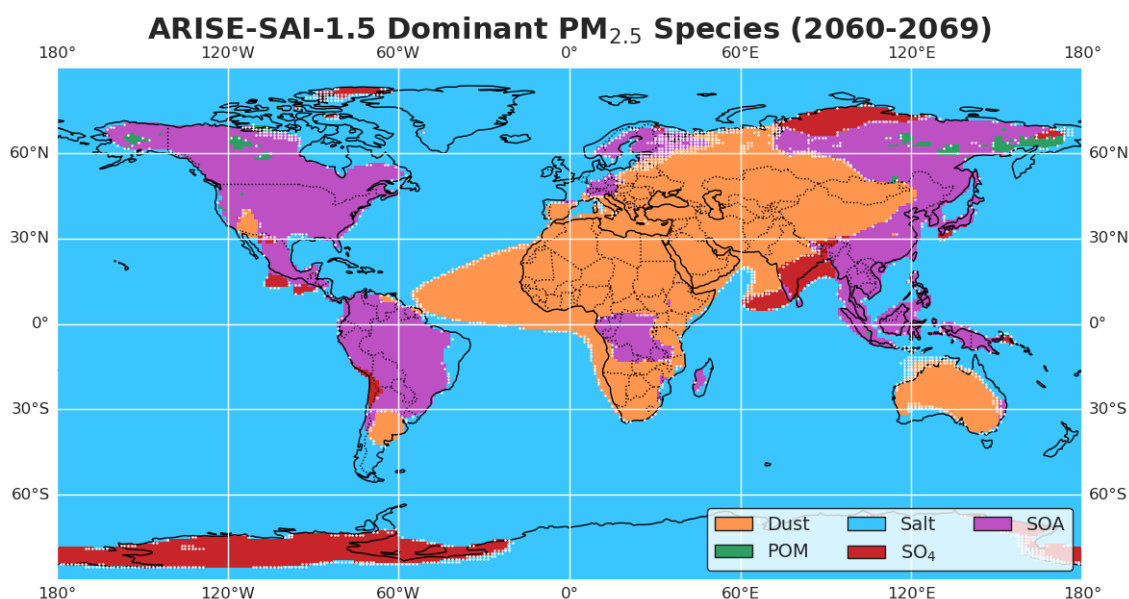 ARISE-SAI-1.5 Dominant PM₂.₅ Species (2060-2069)
180° 120°W 60°W 0° 60°E 120°E 180°
60°N 60°N
30°N 30°N
0° 0°
30°S 30°S
60°S 60°S
Dust Salt SOA
POM SO₄
180° 120°W 60°W 0° 60°E 120°E 180°